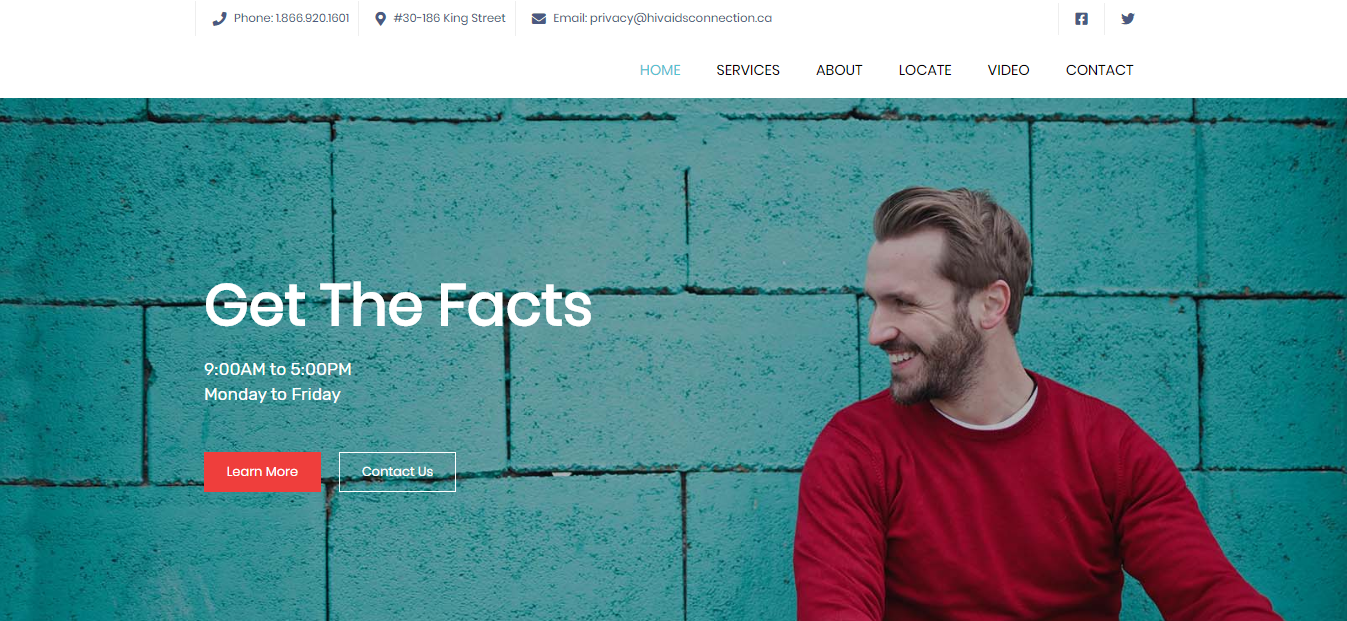 Phone: 1.866.920.1601
#30-186 King Street
Email: privacy@hivaidsconnection.ca
HOME SERVICES ABOUT LOCATE VIDEO CONTACT
Get The Facts
9:00AM to 5:00PM
Monday to Friday
Learn More
Contact Us